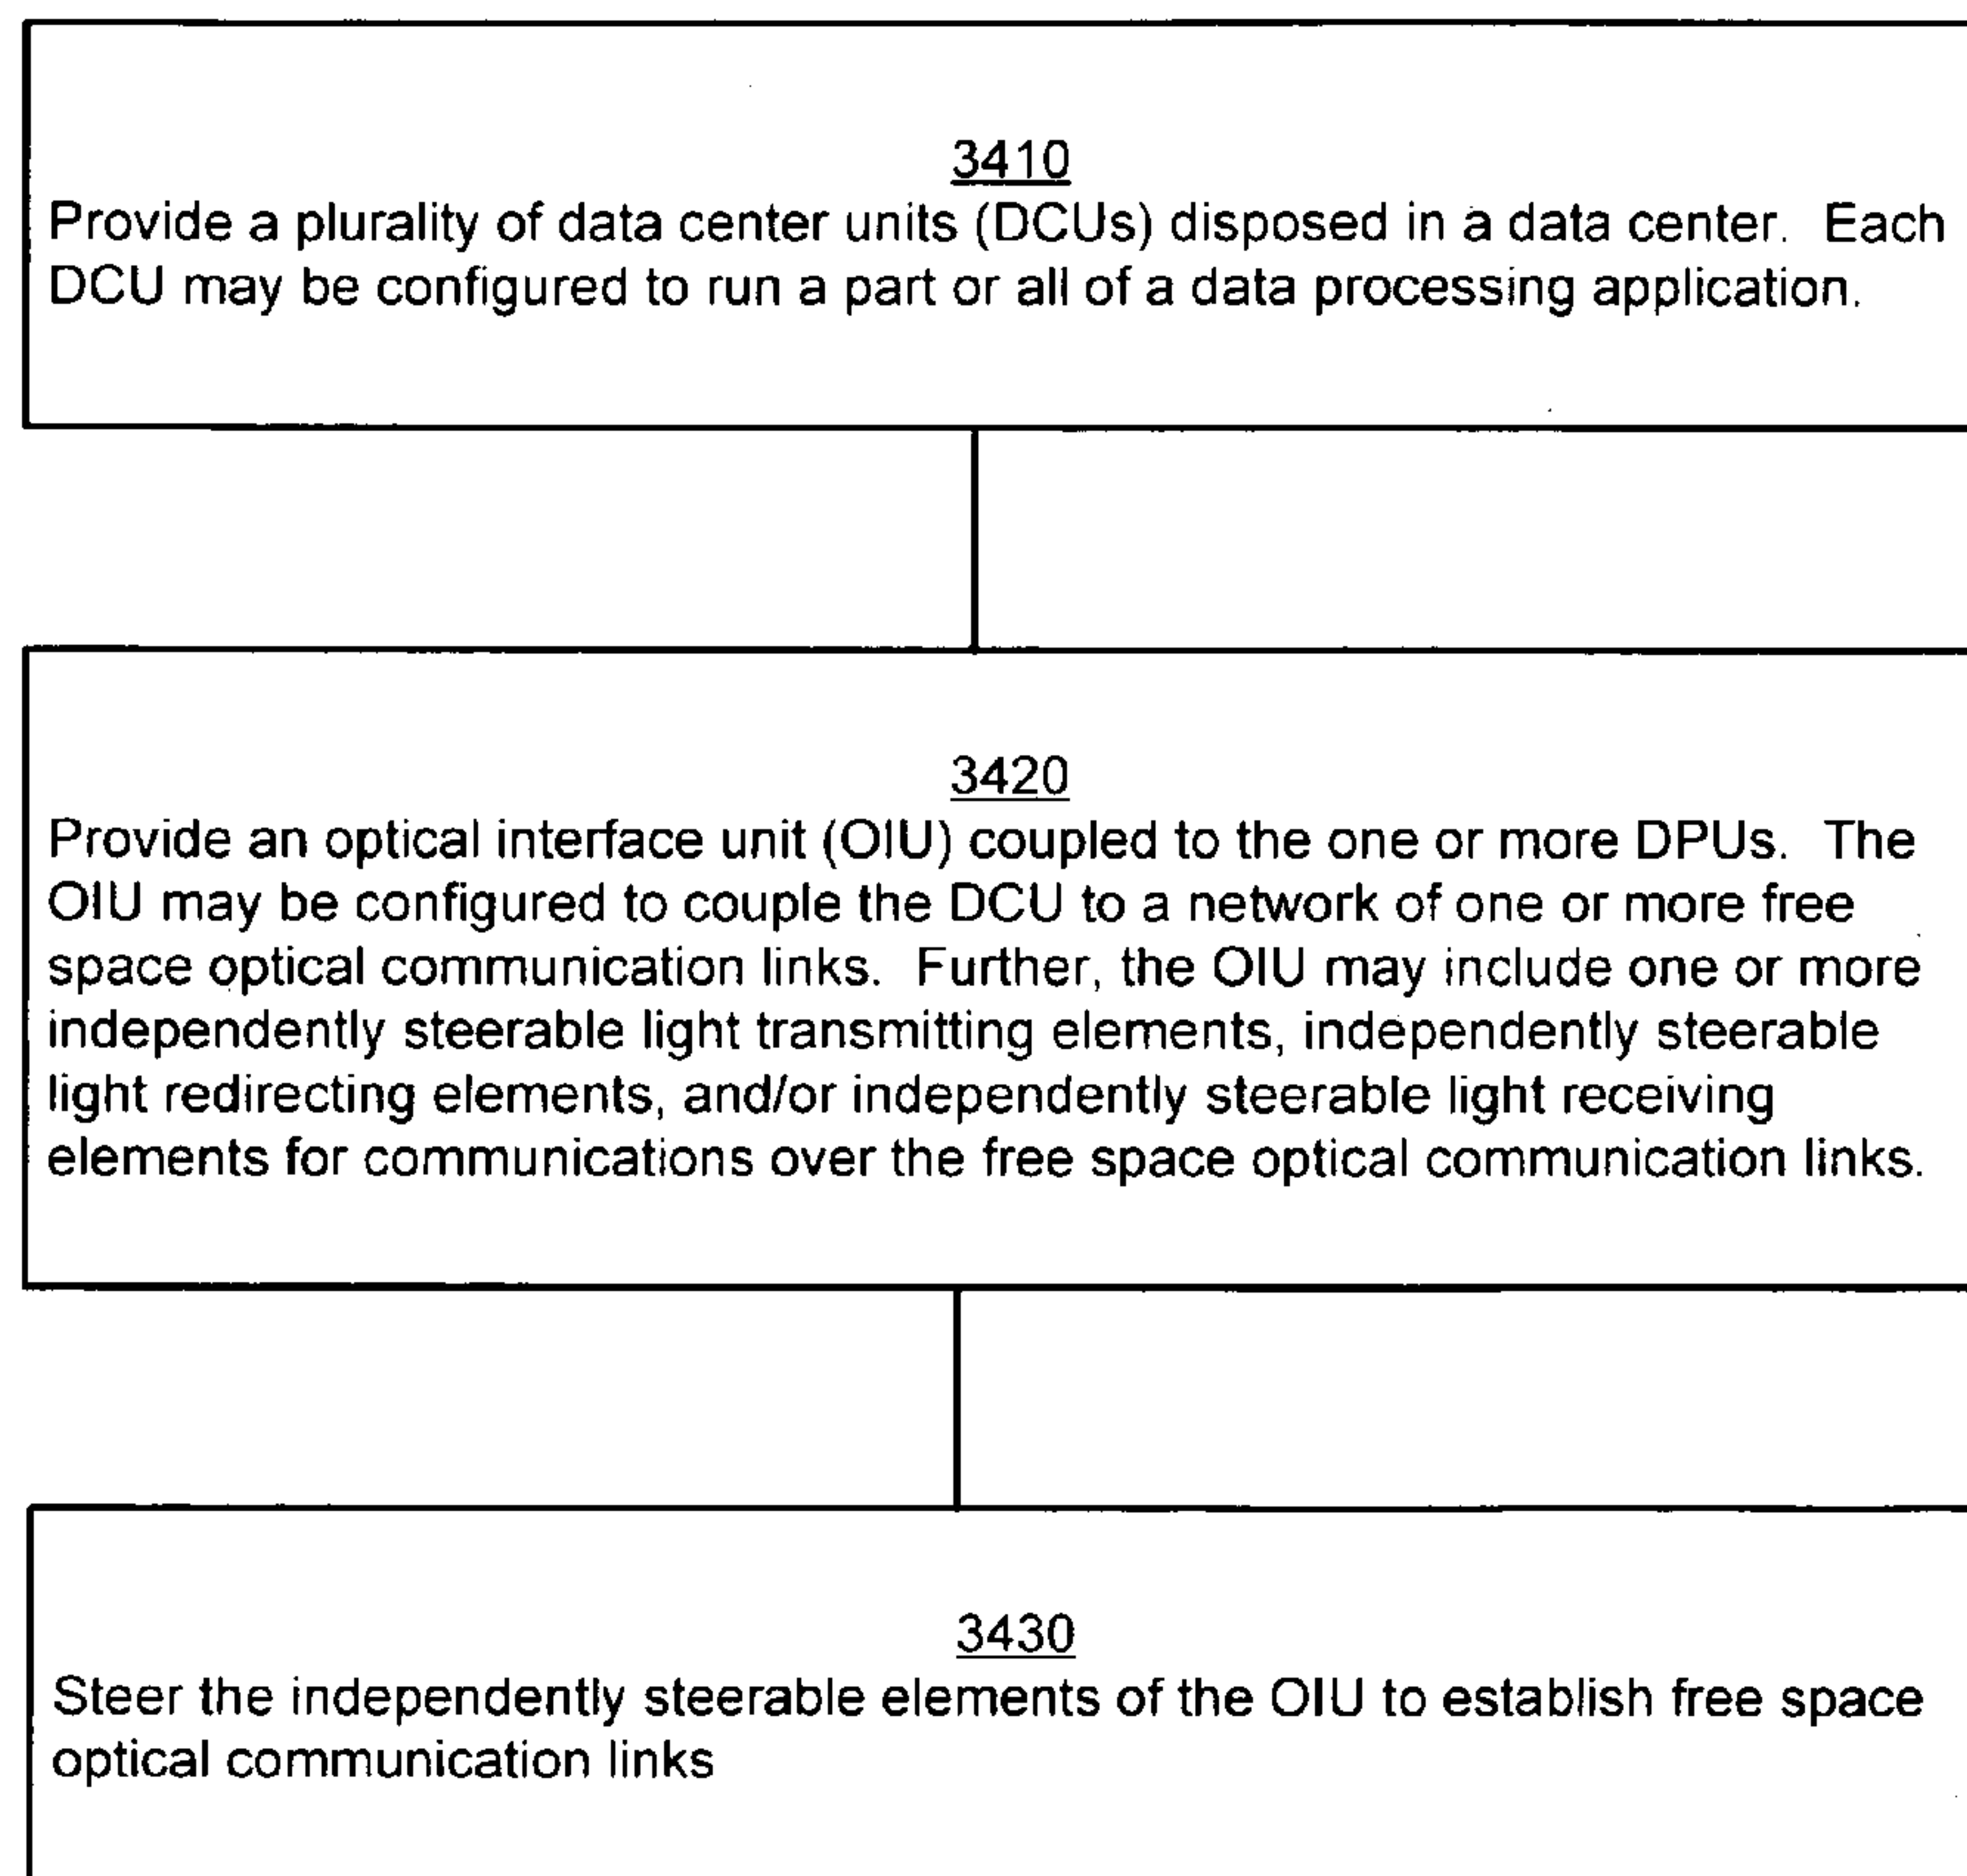 3410
Provide a plurality of data center units (DCUs) disposed in a data center. Each
DCU may be configured to run a part or all of a data processing application.
3420
Provide an optical interface unit (OIU) coupled to the one or more DPUs. The
OIU may be configured to couple the DCU to a network of one or more free
space optical communication links. Further, the OIU may include one or more
independently steerable light transmitting elements, independently steerable
light redirecting elements, and/or independently steerable light receiving
elements for communications over the free space optical communication links.
3430
Steer the independently steerable elements of the OIU to establish free space
optical communication links